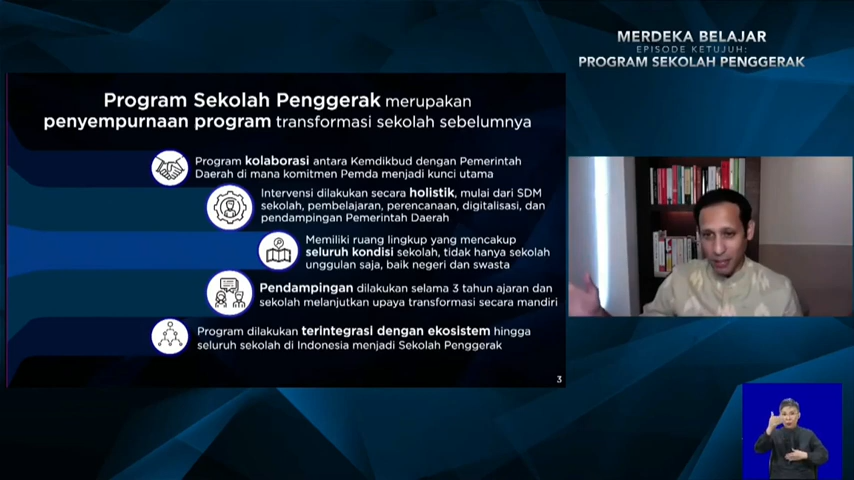 MERDEKA BELAJAR
EPISODE KETUJUH:
PROGRAM SEKOLAH PENGGERAK
Program Sekolah Penggerak merupakan
penyempurnaan program transformasi sekolah sebelumnya
Program kolaborasi antara Kemdikbud dengan Pemerintah
Daerah di mana komitmen Pemda menjadi kunci utama
Intervensi dilakukan secara holistik, mulai dari SDM
sekolah, pembelajaran, perencanaan, digitalisasi, dan
pendampingan Pemerintah Daerah
Memiliki ruang lingkup yang mencakup
seluruh kondisi sekolah, tidak hanya sekolah
unggulan saja, baik negeri dan swasta
Pendampingan dilakukan selama 3 tahun ajaran dan
sekolah melanjutkan upaya transformasi secara mandiri
Program dilakukan terintegrasi dengan ekosistem hingga
seluruh sekolah di Indonesia menjadi Sekolah Penggerak
3